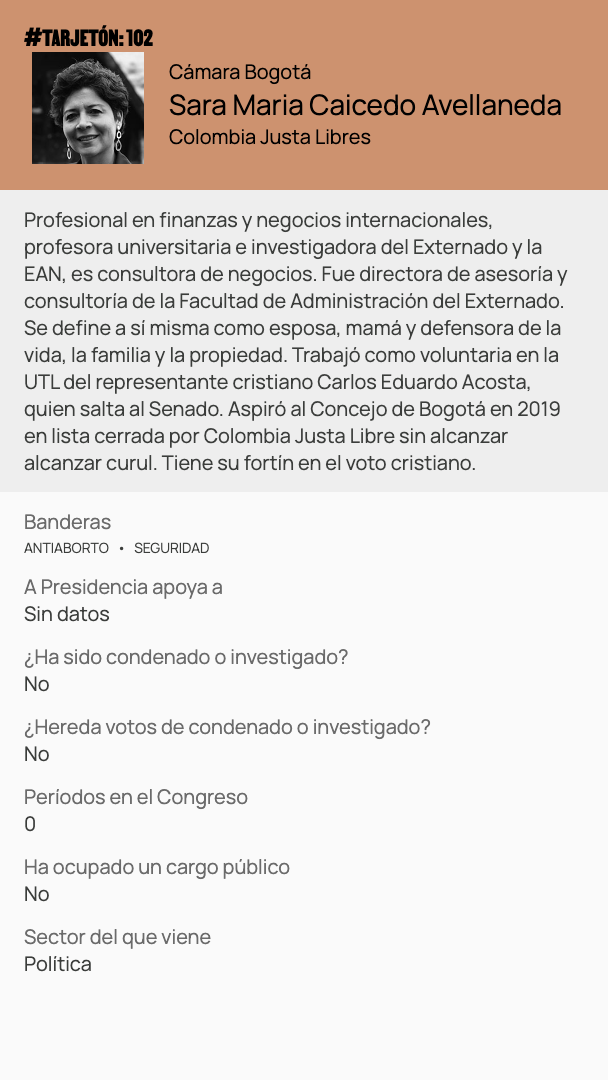 #TARJETÓN: 102
Cámara Bogotá
Sara Maria Caicedo Avellaneda
Colombia Justa Libres
Profesional en finanzas y negocios internacionales,
profesora universitaria e investigadora del Externado y la
EAN, es consultora de negocios. Fue directora de asesoría y
consultoría de la Facultad de Administración del Externado.
Se define a sí misma como esposa, mamá y defensora de la
vida, la familia y la propiedad. Trabajó como voluntaria en la
UTL del representante cristiano Carlos Eduardo Acosta,
quien salta al Senado. Aspiró al Concejo de Bogotá en 2019
en lista cerrada por Colombia Justa Libre sin alcanzar
alcanzar curul. Tiene su fortín en el voto cristiano.
Banderas
ANTIABORTO • SEGURIDAD
A Presidencia apoya a
Sin datos
¿Ha sido condenado o investigado?
No
¿Hereda votos de condenado o investigado?
No
Períodos en el Congreso
0
Ha ocupado un cargo público
No
Sector del que viene
Política